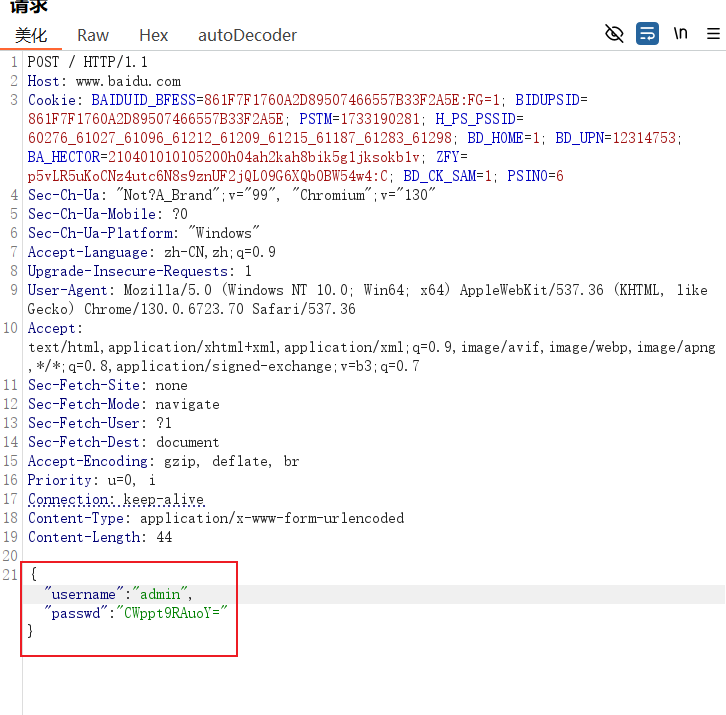 请求
美化 Raw Hex autoDecoder \n
1 POST / HTTP/1.1
2 Host: www.baidu.com
3 Cookie: BAIDUID_BFESS=861F7F1760A2D89507466557B33F2A5E:FG=1; BIDUPSID=
861F7F1760A2D89507466557B33F2A5E; PSTM=1733190281; H_PS_PSSID=
60276_61027_61096_61212_61209_61215_61187_61283_61298; BD_HOME=1; BD_UPN=12314753;
BA_HECTOR=210401010105200h04ah2kah8bik5g1jksokb1v; ZFY=
p5vLR5uKoCNz4utc6N8s9znUF2jQLO9G6XQbOBW54w4:C; BD_CK_SAM=1; PSINO=6
4 Sec-Ch-Ua: "Not?A_Brand";v="99", "Chromium";v="130"
5 Sec-Ch-Ua-Mobile: ?0
6 Sec-Ch-Ua-Platform: "Windows"
7 Accept-Language: zh-CN,zh;q=0.9
8 Upgrade-Insecure-Requests: 1
9 User-Agent: Mozilla/5.0 (Windows NT 10.0; Win64; x64) AppleWebKit/537.36 (KHTML, like
Gecko) Chrome/130.0.6723.70 Safari/537.36
10 Accept:
text/html,application/xhtml+xml,application/xml;q=0.9,image/avif,image/webp,image/apng
,*/*;q=0.8,application/signed-exchange;v=b3;q=0.7
11 Sec-Fetch-Site: none
12 Sec-Fetch-Mode: navigate
13 Sec-Fetch-User: ?1
14 Sec-Fetch-Dest: document
15 Accept-Encoding: gzip, deflate, br
16 Priority: u=0, i
17 Connection: keep-alive
18 Content-Type: application/x-www-form-urlencoded
19 Content-Length: 44
20
21 {
"username":"admin",
"passwd":"CWppt9RAuoY="
}